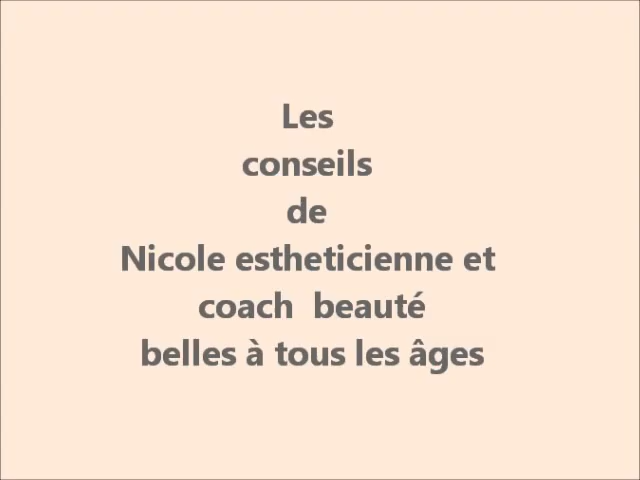 Les
conseils
de
Nicole estheticienne et
coach  beauté
belles à tous les âges